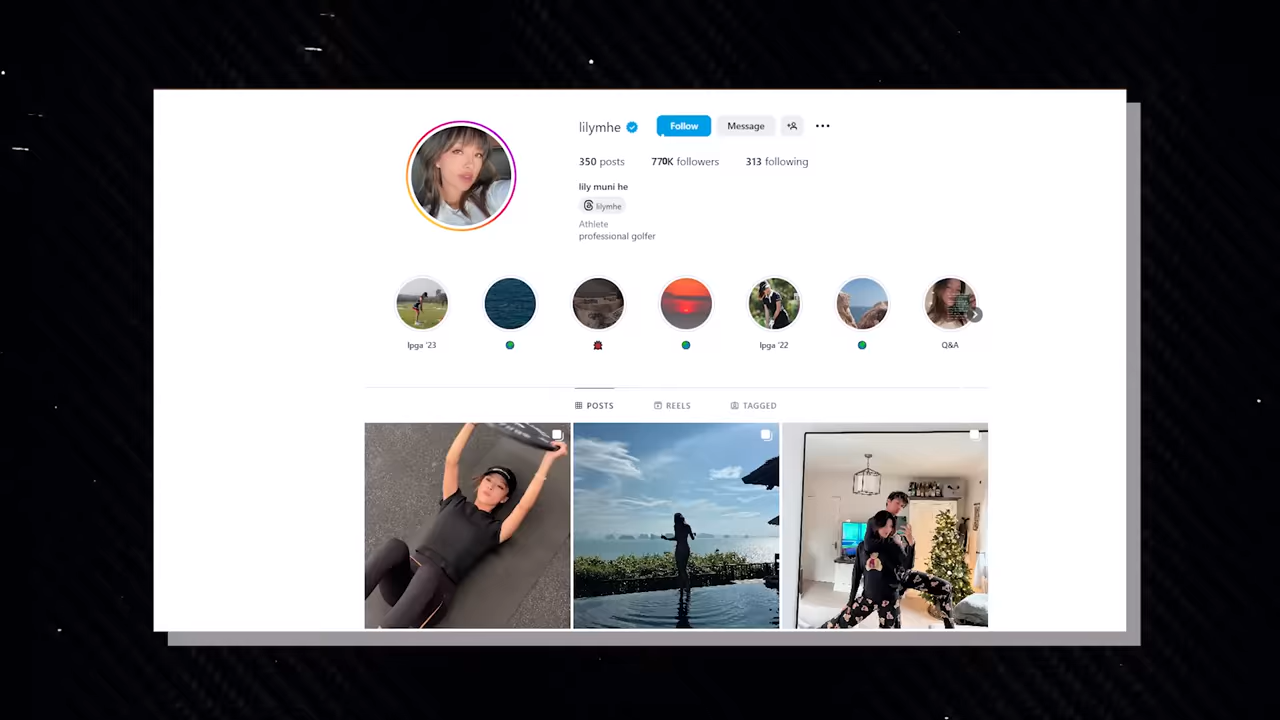 lilymhe
Follow
Message
350 posts
770K followers
313 following
lily muni he
lilymhe
Athlete
professional golfer
lpga '23
lpga '22
Q&A
POSTS
REELS
TAGGED